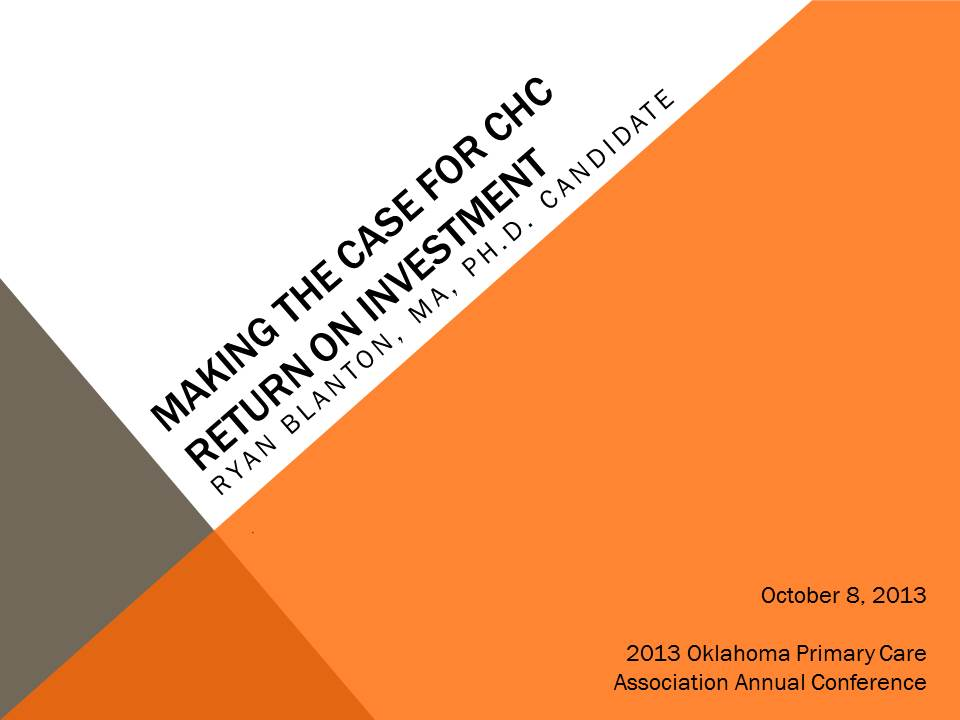 MAKING THE CASE FOR CHC
RETURN ON INVESTMENT
RYAN BLANTON, MA, PH.D. CANDIDATE
.
October 8, 2013
2013 Oklahoma Primary Care
Association Annual Conference